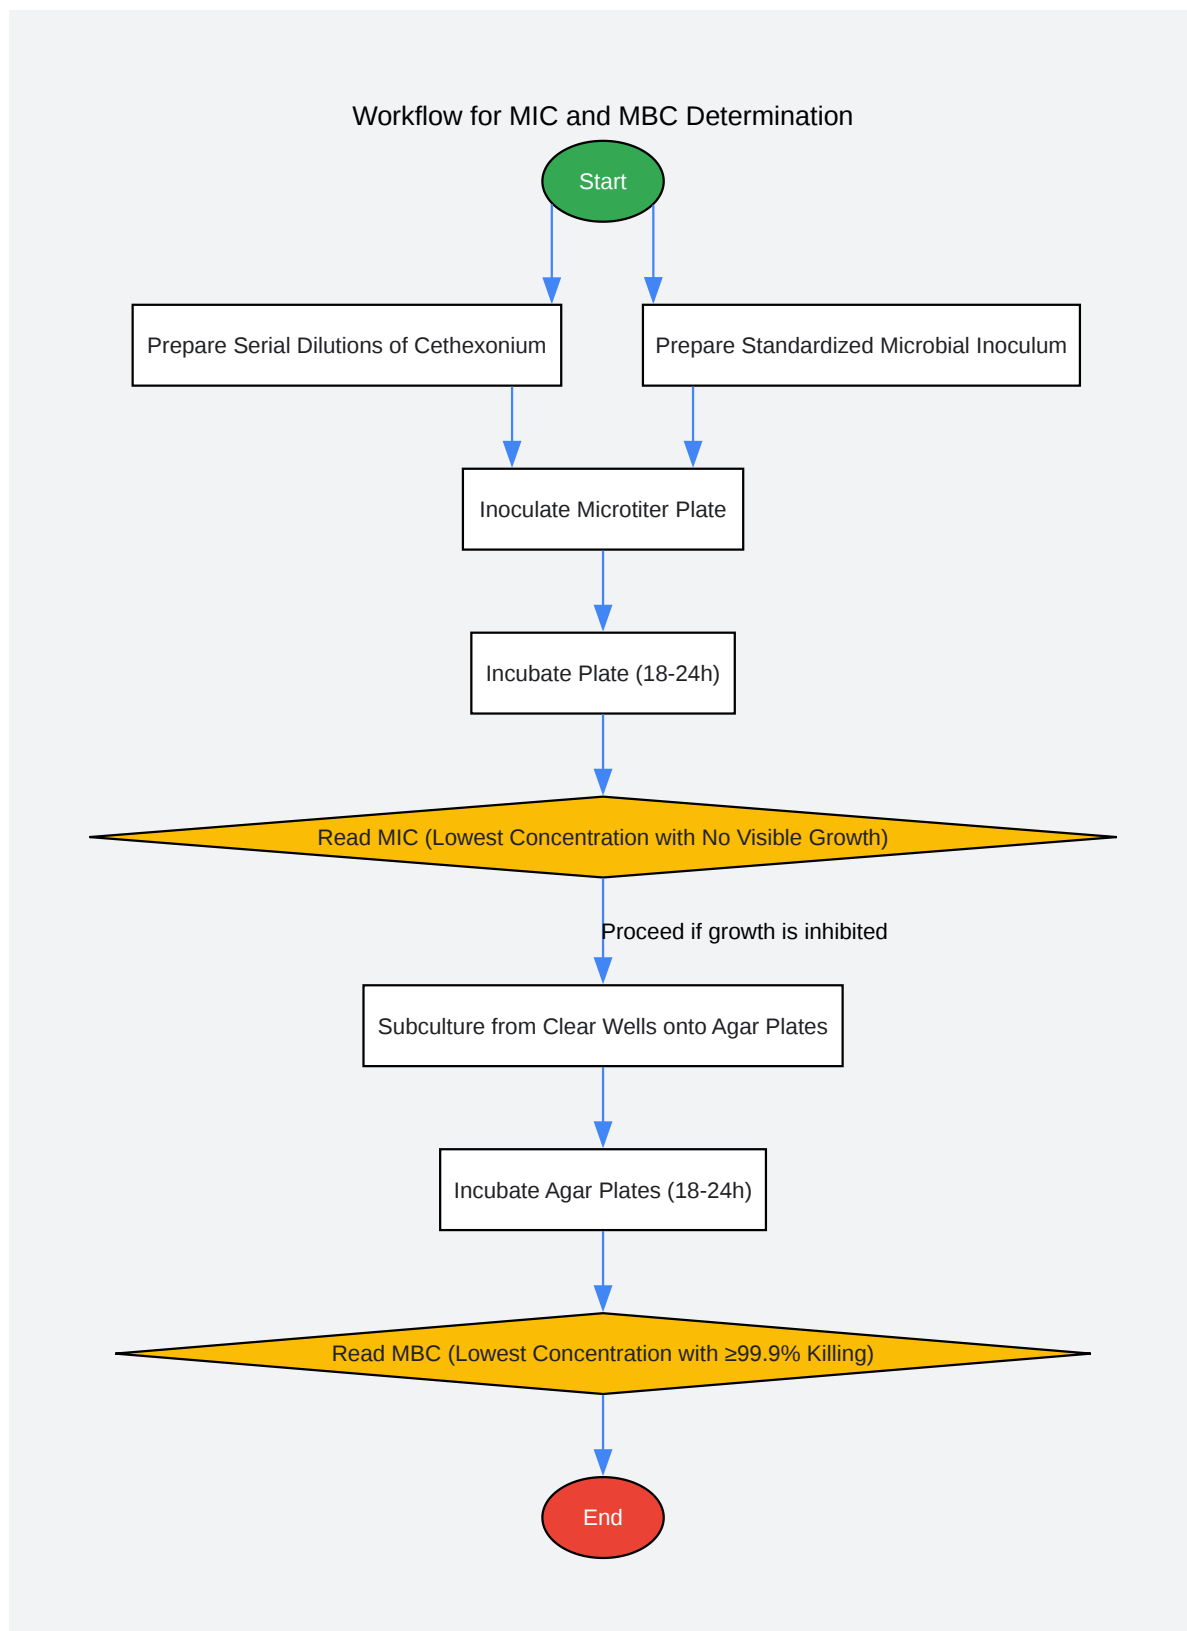 Workflow for MIC and MBC Determination
Start
Prepare Serial Dilutions of Cethexonium
Prepare Standardized Microbial Inoculum
Inoculate Microtiter Plate
Incubate Plate (18-24h)
Read MIC (Lowest Concentration with No Visible Growth)
Proceed if growth is inhibited
Subculture from Clear Wells onto Agar Plates
Incubate Agar Plates (18-24h)
Read MBC (Lowest Concentration with ≥99.9% Killing)
End